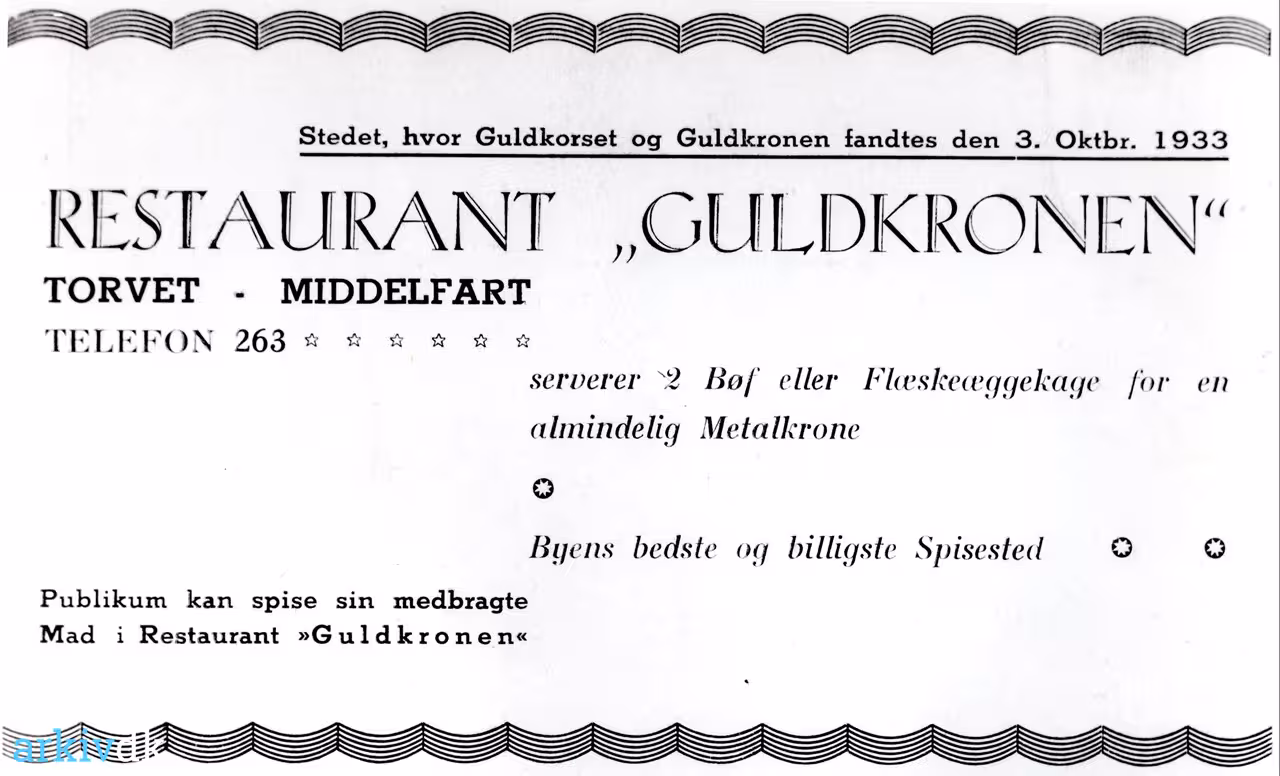 Stedet, hvor Guldkorset og Guldkronen fandtes den 3. Oktbr. 1933
RESTAURANT „GULDKRONEN“
TORVET - MIDDELFART
TELEFON 263 ☆ ☆ ☆ ☆ ☆ ☆
serverer 2 Bøf eller Flæskeæggekage for en
almindelig Metalkrone
Byens bedste og billigste Spisested
Publikum kan spise sin medbragte
Mad i Restaurant »Guldkronen«
arkivdk